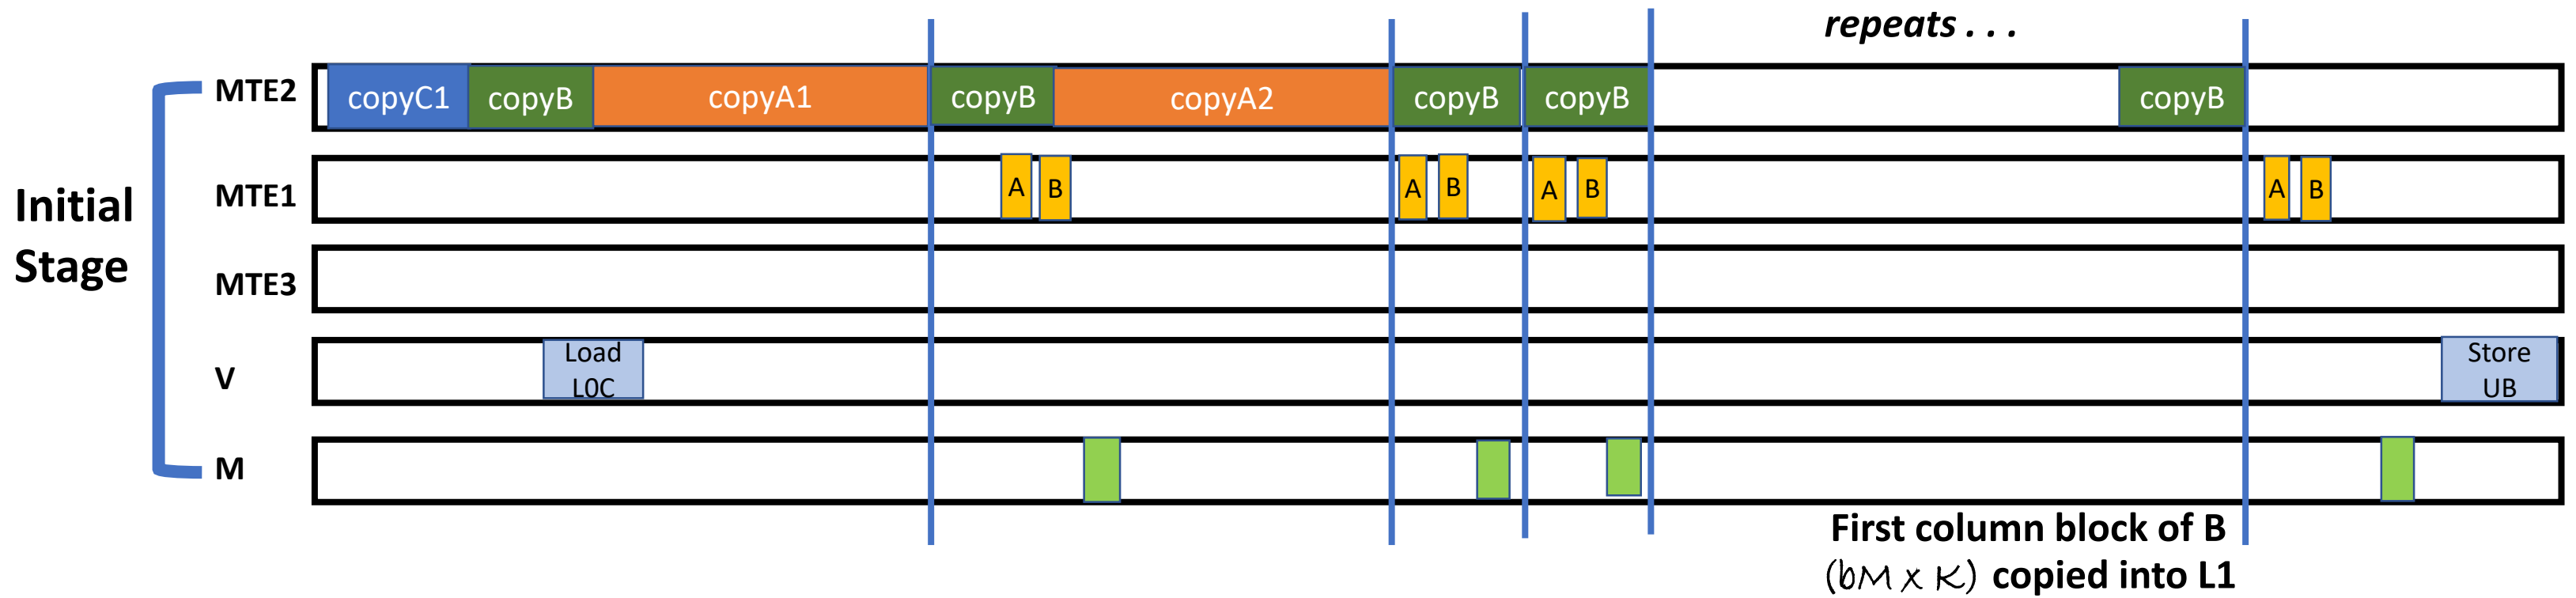 repeats . . .
MTE2
copyC1 copyB copyA1 copyB copyA2 copyB copyB copyB
Initial
Stage
MTE1
A B A B A B A B
MTE3
V
Load
L0C
Store
UB
M
First column block of B
(bM x K) copied into L1